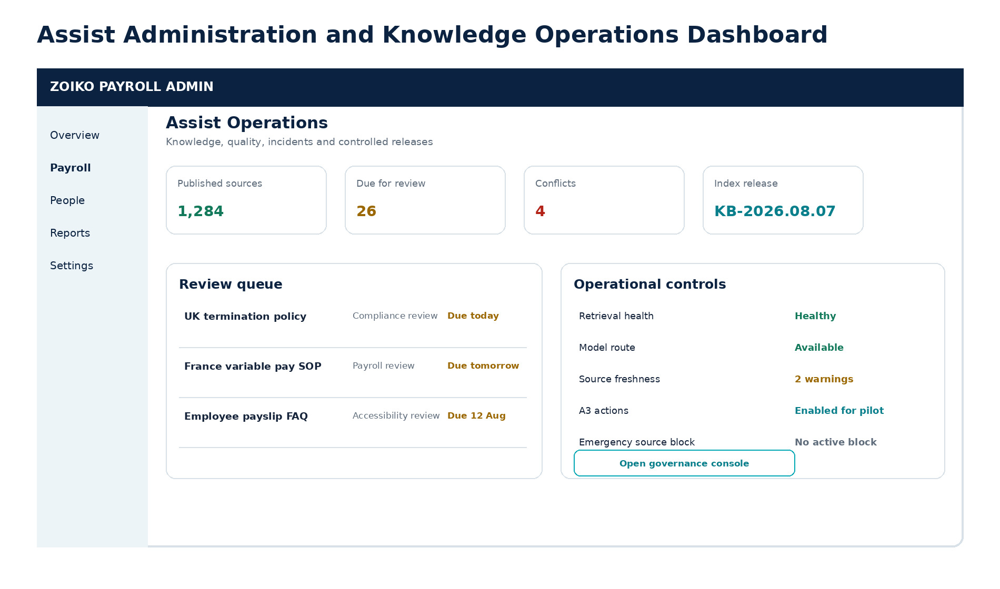 Assist Administration and Knowledge Operations Dashboard
ZOIKO PAYROLL ADMIN
Overview
Payroll
People
Reports
Settings
Assist Operations
Knowledge, quality, incidents and controlled releases
Published sources
1,284
Due for review
26
Conflicts
4
Index release
KB-2026.08.07
Review queue
UK termination policy Compliance review Due today
France variable pay SOP Payroll review Due tomorrow
Employee payslip FAQ Accessibility review Due 12 Aug
Operational controls
Retrieval health Healthy
Model route Available
Source freshness 2 warnings
A3 actions Enabled for pilot
Emergency source block No active block
Open governance console